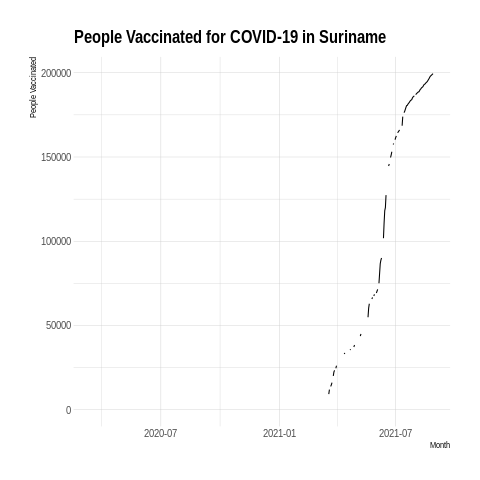 People Vaccinated for COVID-19 in Suriname
People Vaccinated
200000
150000
100000
50000
0
2020-07
2021-01
2021-07
Month